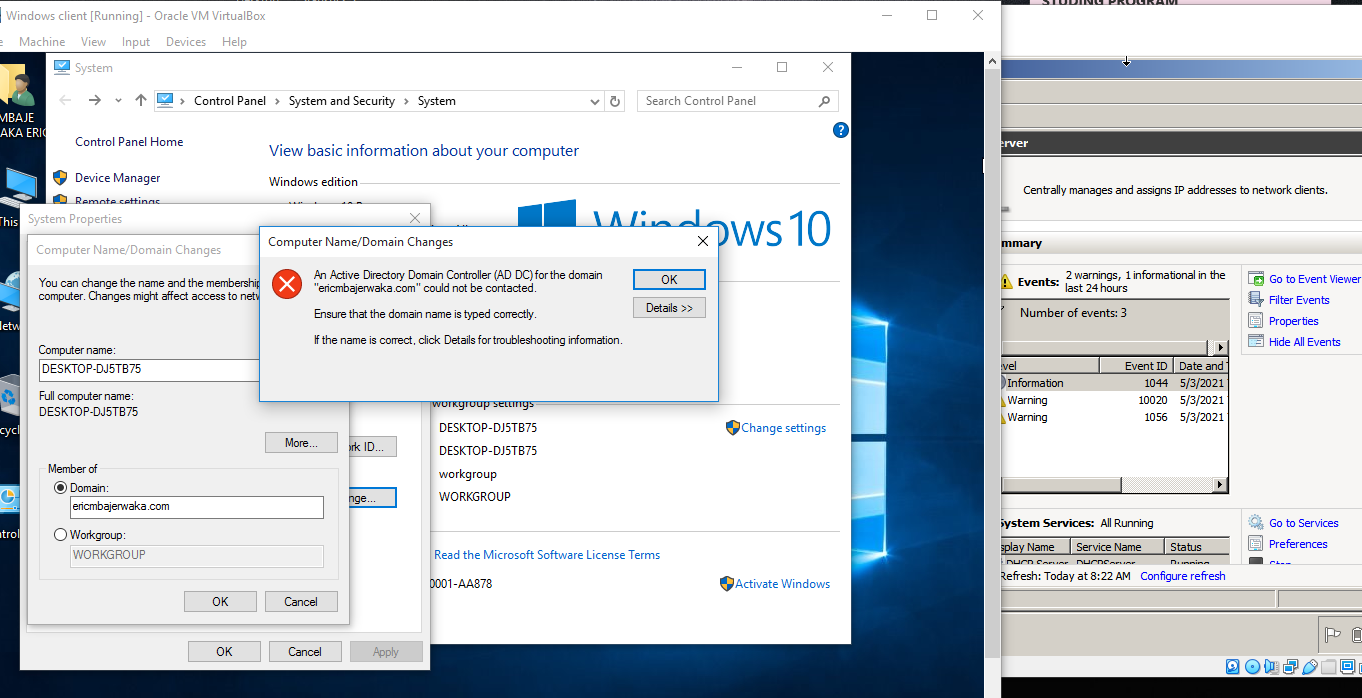 STUDING PROGRAM
Windows client [Running] - Oracle VM VirtualBox
Machine View Input Devices Help
System
Control Panel > System and Security > System
Search Control Panel
MBAJE
AKA ERIC
This
Netw
Control Panel Home
Device Manager
Remote settings
View basic information about your computer
Windows edition
Windows 10
System Properties
Computer Name/Domain Changes
You can change the name and the membership
computer. Changes might affect access to netw
Computer name:
DESKTOP-DJ5TB75
Full computer name:
DESKTOP-DJ5TB75
More...
Member of
Domain:
ericmbajerwaka.com
Workgroup:
WORKGROUP
OK
Cancel
OK
Cancel
Apply
rk ID...
nge...
Computer Name/Domain Changes
An Active Directory Domain Controller (AD DC) for the domain
"ericmbajerwaka.com" could not be contacted.
Ensure that the domain name is typed correctly.
If the name is correct, click Details for troubleshooting information.
OK
Details >>
workgroup settings
DESKTOP-DJ5TB75
Change settings
DESKTOP-DJ5TB75
workgroup
WORKGROUP
Read the Microsoft Software License Terms
0001-AA878
Activate Windows
erver
Centrally manages and assigns IP addresses to network clients.
mmary
Events:
2 warnings, 1 informational in the
last 24 hours
Number of events: 3
evel Event ID Date and T
Information 1044 5/3/2021
Warning 10020 5/3/2021
Warning 1056 5/3/2021
Go to Event Viewer
Filter Events
Properties
Hide All Events
System Services: All Running
splay Name Service Name Status
DHCP Server DHCPServer Running
Go to Services
Preferences
Stop
Refresh: Today at 8:22 AM Configure refresh